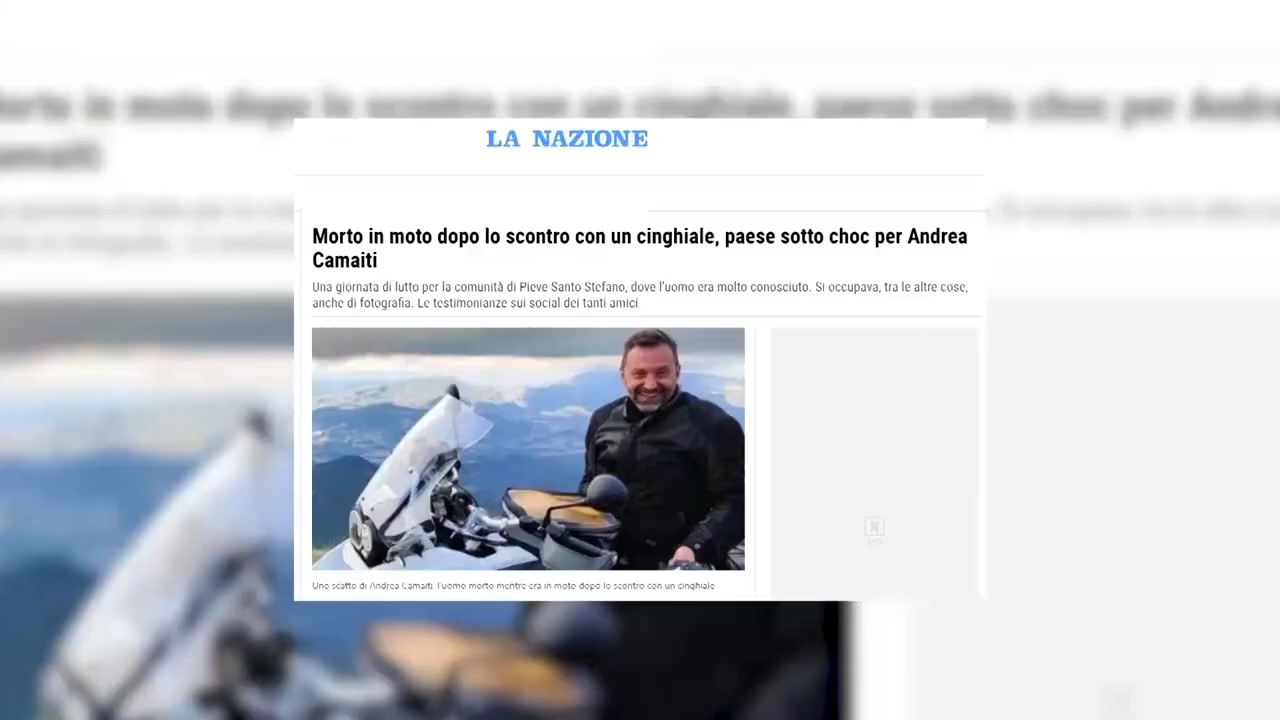 LA NAZIONE
Morto in moto dopo lo scontro con un cinghiale, paese sotto choc per Andrea
Camaiti
Una giornata di lutto per la comunità di Pieve Santo Stefano, dove l'uomo era molto conosciuto. Si occupava, tra le altre cose,
anche di fotografia. Le testimonianze sui social dei tanti amici
Uno scatto di Andrea Camaiti, l'uomo morto mentre era in moto dopo lo scontro con un cinghiale